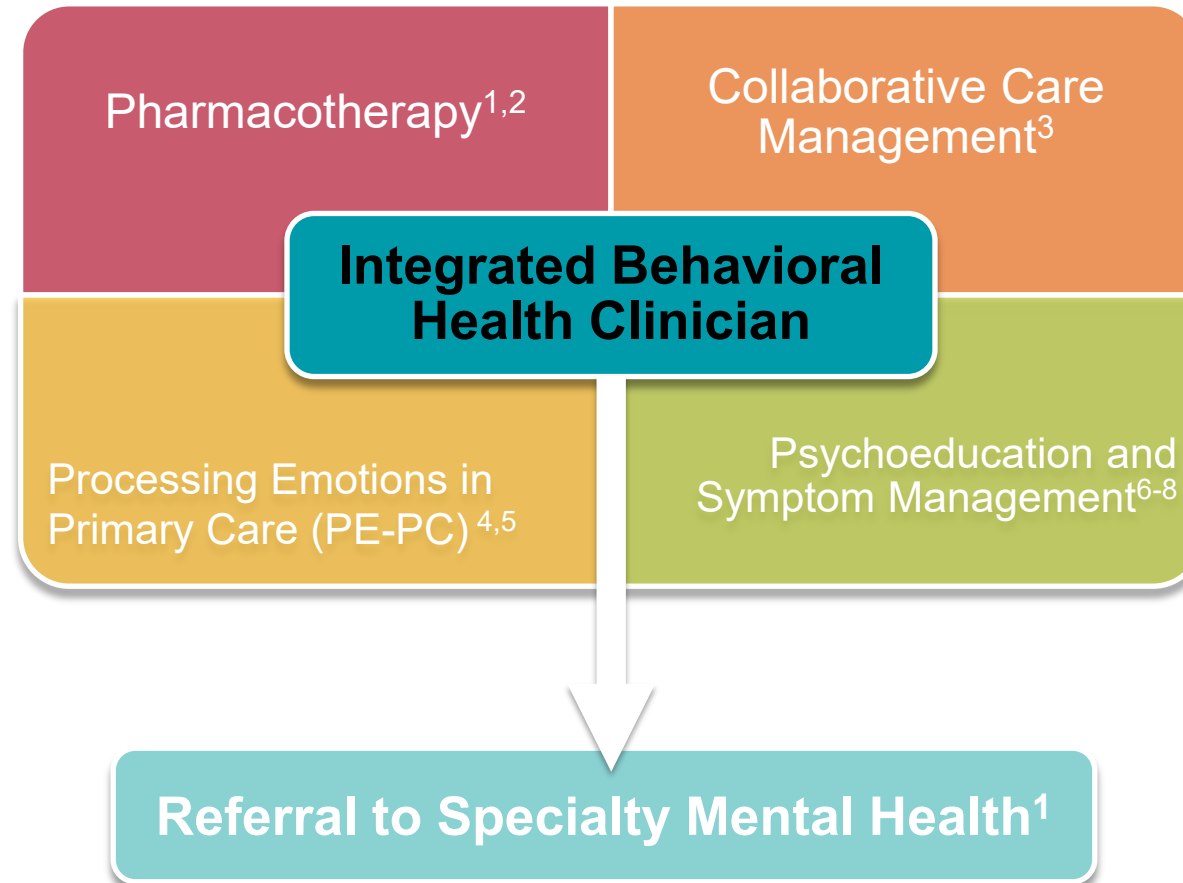 Pharmacotherapy1,2
Collaborative Care
Management3
Integrated Behavioral
Health Clinician
Processing Emotions in
Primary Care (PE-PC) 4,5
Psychoeducation and
Symptom Management6-8
Referral to Specialty Mental Health1